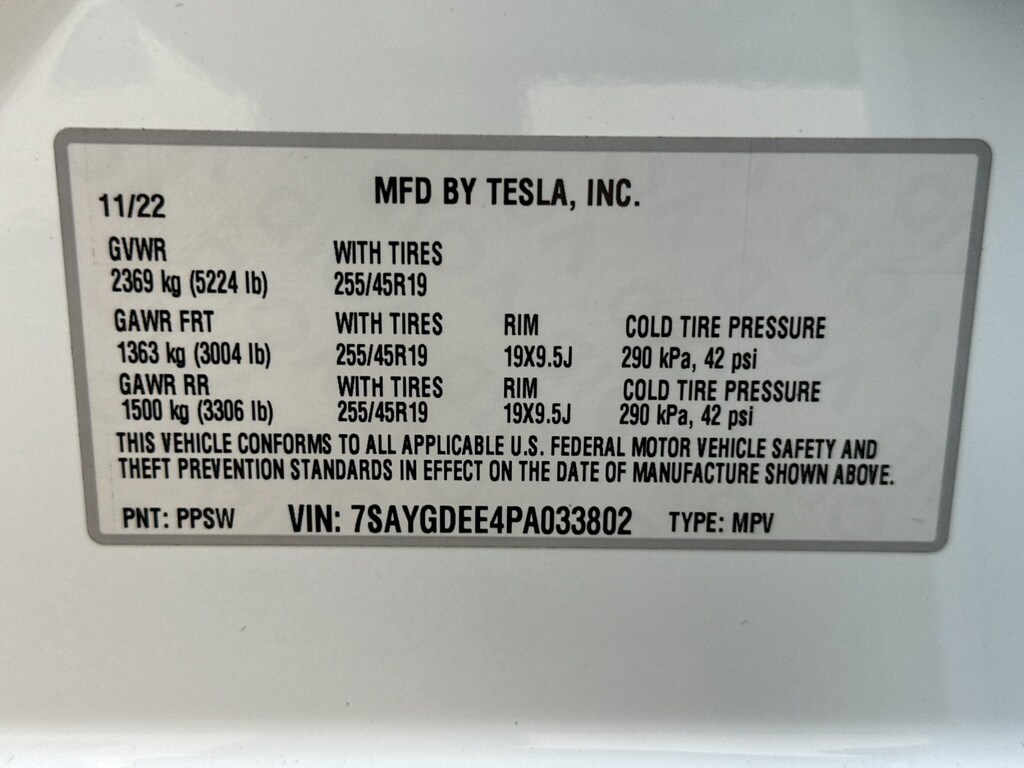 MFD BY TESLA, INC.
11/22
GVWR WITH TIRES
2369 kg (5224 lb) 255/45R19
GAWR FRT WITH TIRES RIM COLD TIRE PRESSURE
1363 kg (3004 lb) 255/45R19 19X9.5J 290 kPa, 42 psi
GAWR RR WITH TIRES RIM COLD TIRE PRESSURE
1500 kg (3306 lb) 255/45R19 19X9.5J 290 kPa, 42 psi
THIS VEHICLE CONFORMS TO ALL APPLICABLE U.S. FEDERAL MOTOR VEHICLE SAFETY AND
THEFT PREVENTION STANDARDS IN EFFECT ON THE DATE OF MANUFACTURE SHOWN ABOVE.
PNT: PPSW VIN: 7SAYGDEE4PA033802 TYPE: MPV